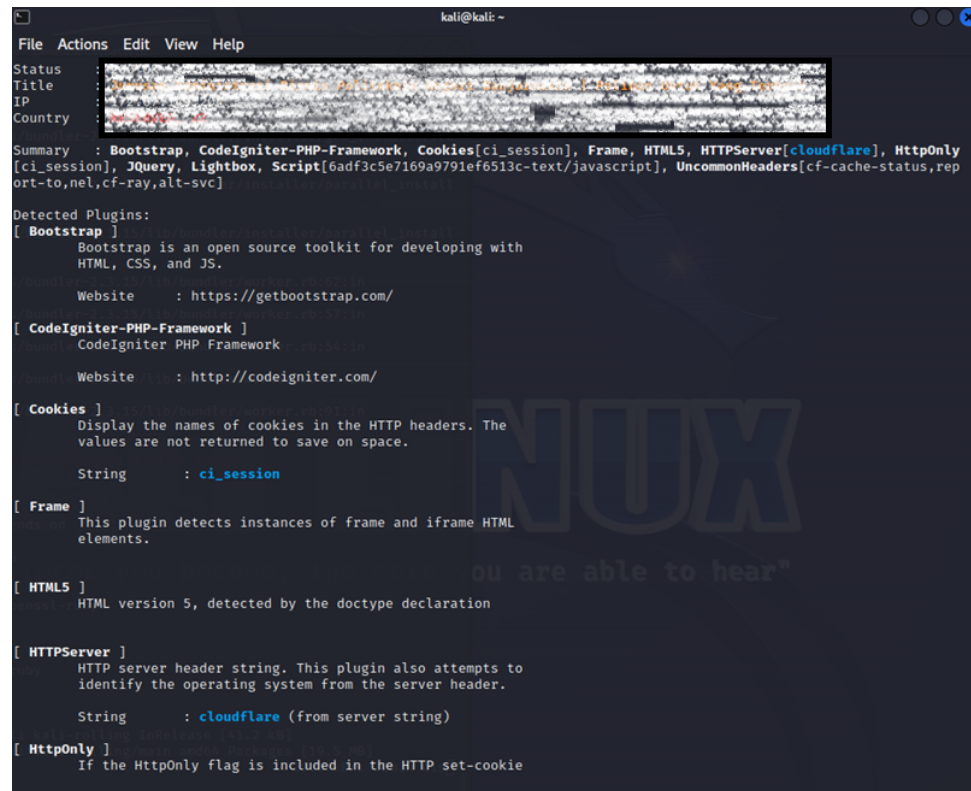 kali@kali: ~
File Actions Edit View Help
Status :
Title :
IP :
Country :
Summary : Bootstrap, CodeIgniter-PHP-Framework, Cookies[ci_session], Frame, HTML5, HTTPServer[cloudflare], HttpOnly
[ci_session], JQuery, Lightbox, Script[6adf3c5e7169a9791ef6513c-text/javascript], UncommonHeaders[cf-cache-status,rep
ort-to,nel,cf-ray,alt-svc]
Detected Plugins:
[ Bootstrap ]
Bootstrap is an open source toolkit for developing with
HTML, CSS, and JS.
Website : https://getbootstrap.com/
[ CodeIgniter-PHP-Framework ]
CodeIgniter PHP Framework
Website : http://codeigniter.com/
[ Cookies ]
Display the names of cookies in the HTTP headers. The
values are not returned to save on space.
String : ci_session
[ Frame ]
This plugin detects instances of frame and iframe HTML
elements.
ou are able to hear"
[ HTML5 ]
HTML version 5, detected by the doctype declaration
[ HTTPServer ]
HTTP server header string. This plugin also attempts to
identify the operating system from the server header.
String : cloudflare (from server string)
[ HttpOnly ]
If the HttpOnly flag is included in the HTTP set-cookie